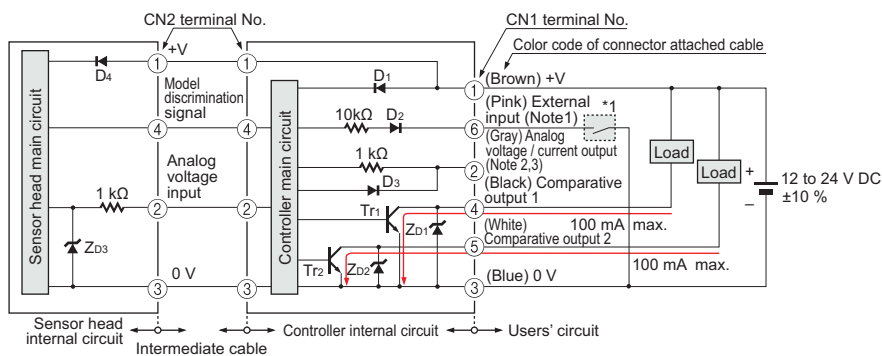 CN2 terminal No.
CN1 terminal No.
Color code of connector attached cable
Sensor head main circuit
+V
D4
1
1
Model
discrimination
signal
4
4
Analog
voltage
input
1 kΩ
2
2
ZD3
0 V
3
3
Controller main circuit
D1
10kΩ
D2
1 kΩ
D3
Tr1
ZD1
Tr2
ZD2
1
(Brown) +V
(Pink) External
input (Note1)
*1
6
(Gray) Analog
voltage / current output
(Note 2,3)
2
(Black) Comparative
output 1
4
100 mA max.
(White)
Comparative output 2
5
100 mA max.
(Blue) 0 V
3
Load
Load
+
–
12 to 24 V DC
±10 %
Sensor head
internal circuit
Intermediate cable
Controller internal circuit
Users' circuit